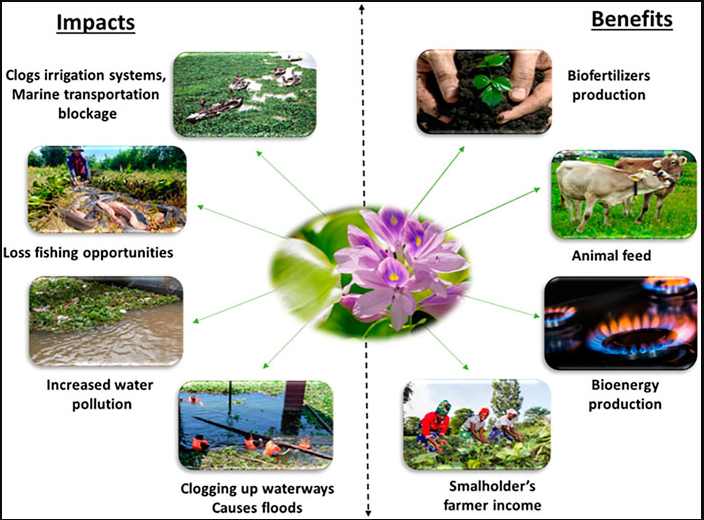 Impacts
Clogs irrigation systems,
Marine transportation
blockage
Loss fishing opportunities
Increased water
pollution
Clogging up waterways
Causes floods
Benefits
Biofertilizers
production
Animal feed
Bioenergy
production
Smalholder's
farmer income